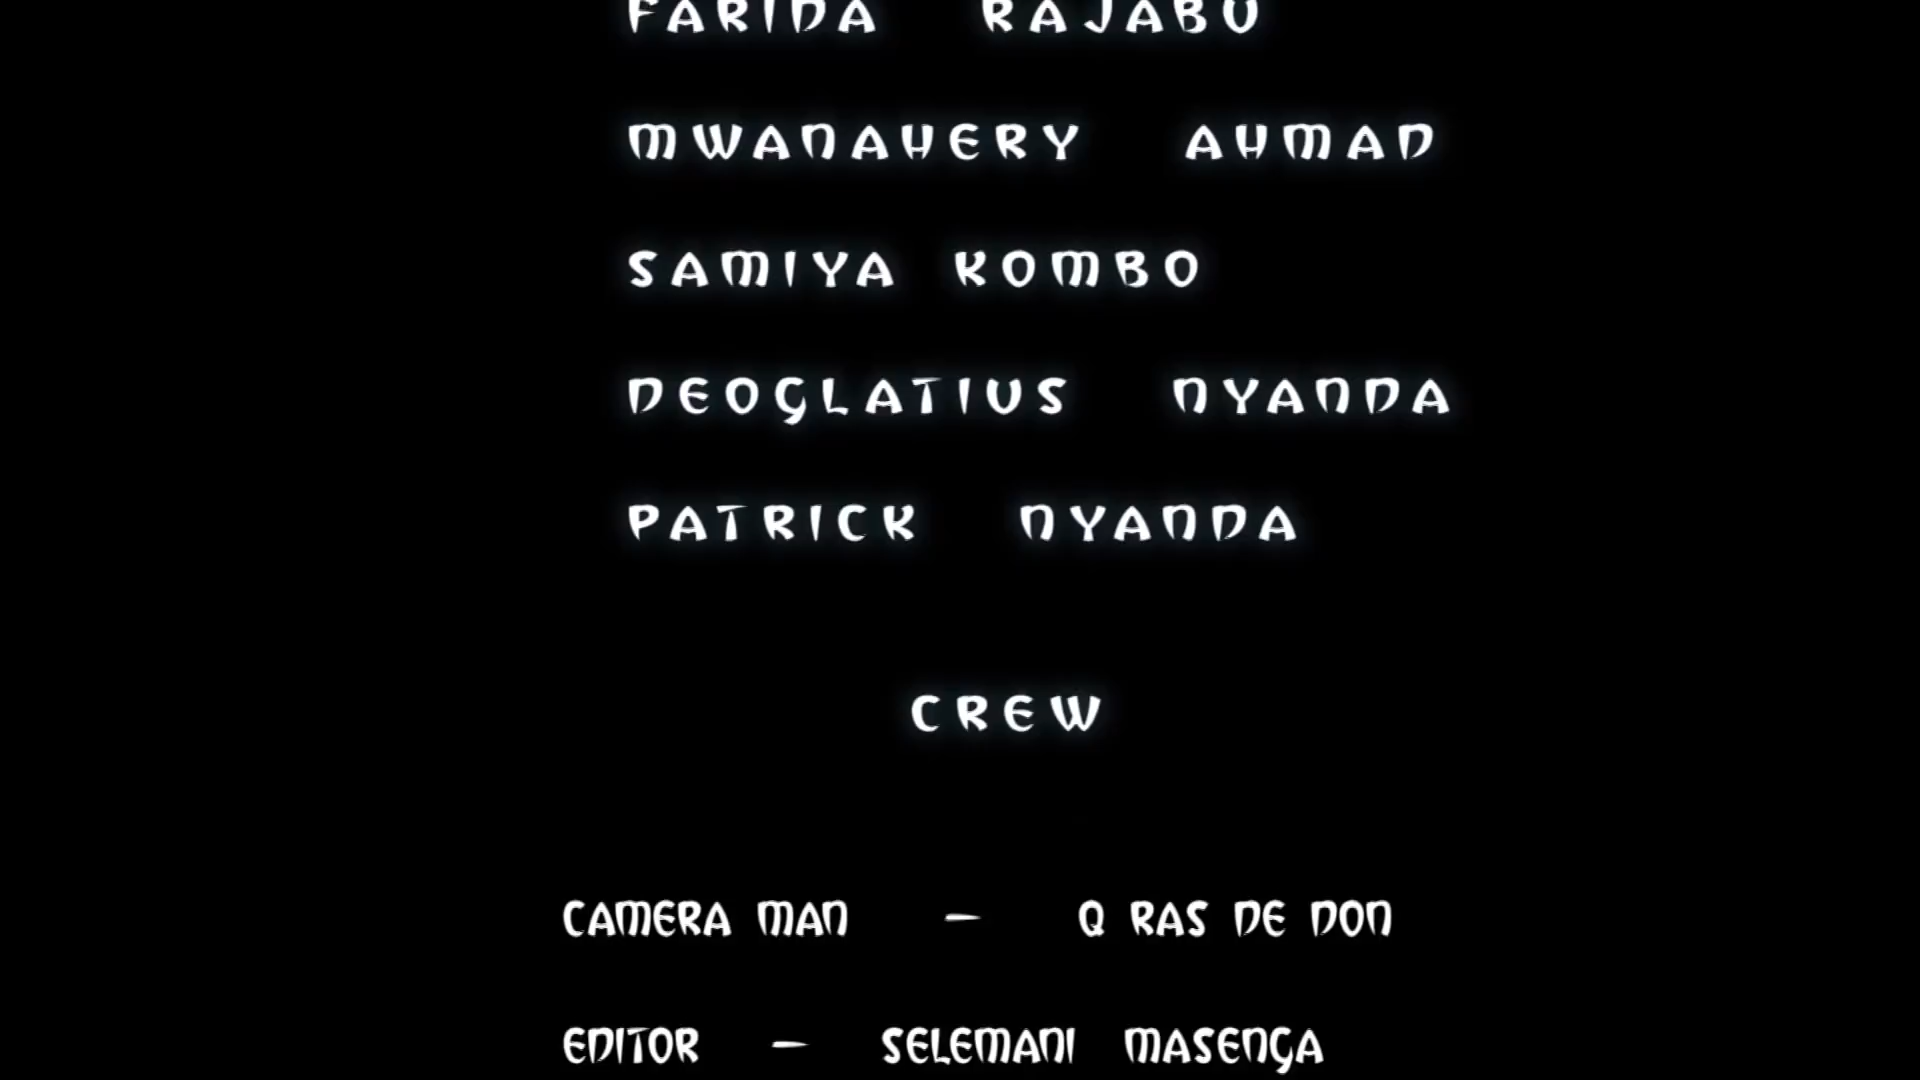 FARIDA RAJABU
MWANAHERY AHMAD
SAMIYA KOMBO
DEOGLATIUS NYANDA
PATRICK NYANDA
CREW
CAMERA MAN - Q RAS DE DON
EDITOR - SELEMANI MASENGA